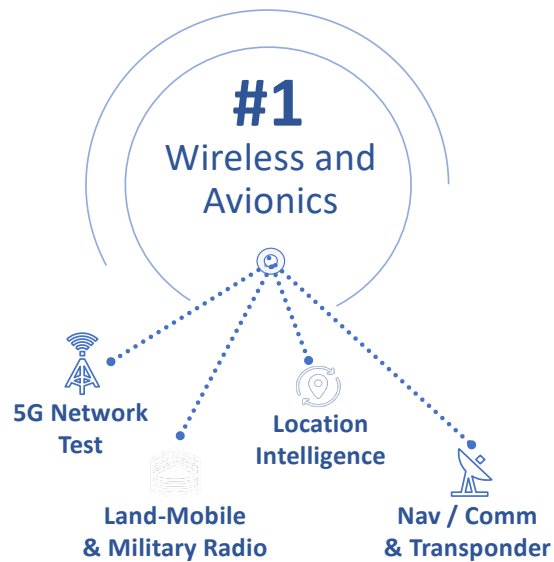 #1
Wireless and
Avionics
5G Network
Test
Location
Intelligence
Land-Mobile
& Military Radio
Nav / Comm
& Transponder